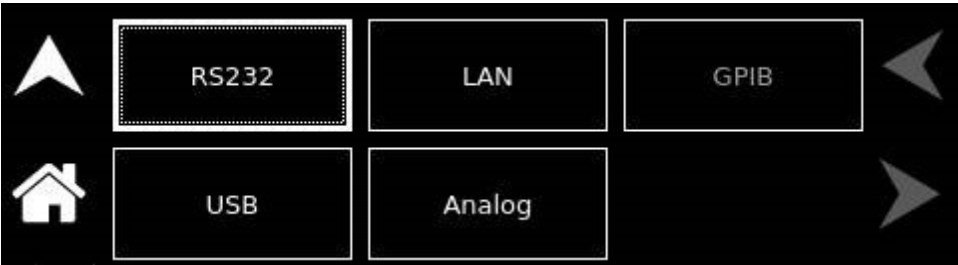 RS232
LAN
GPIB
USB
Analog